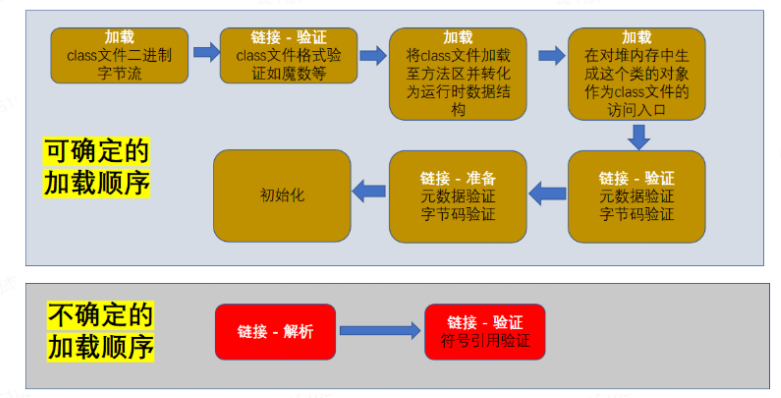 加载
class文件二进制
字节流
链接 - 验证
class文件格式验
证如魔数等
加载
将class文件加载
至方法区并转化
为运行时数据结
构
加载
在对堆内存中生
成这个类的对象
作为class文件的
访问入口
可确定的
加载顺序
初始化
链接 - 准备
元数据验证
字节码验证
链接 - 验证
元数据验证
字节码验证
不确定的
加载顺序
链接 - 解析
链接 - 验证
符号引用验证